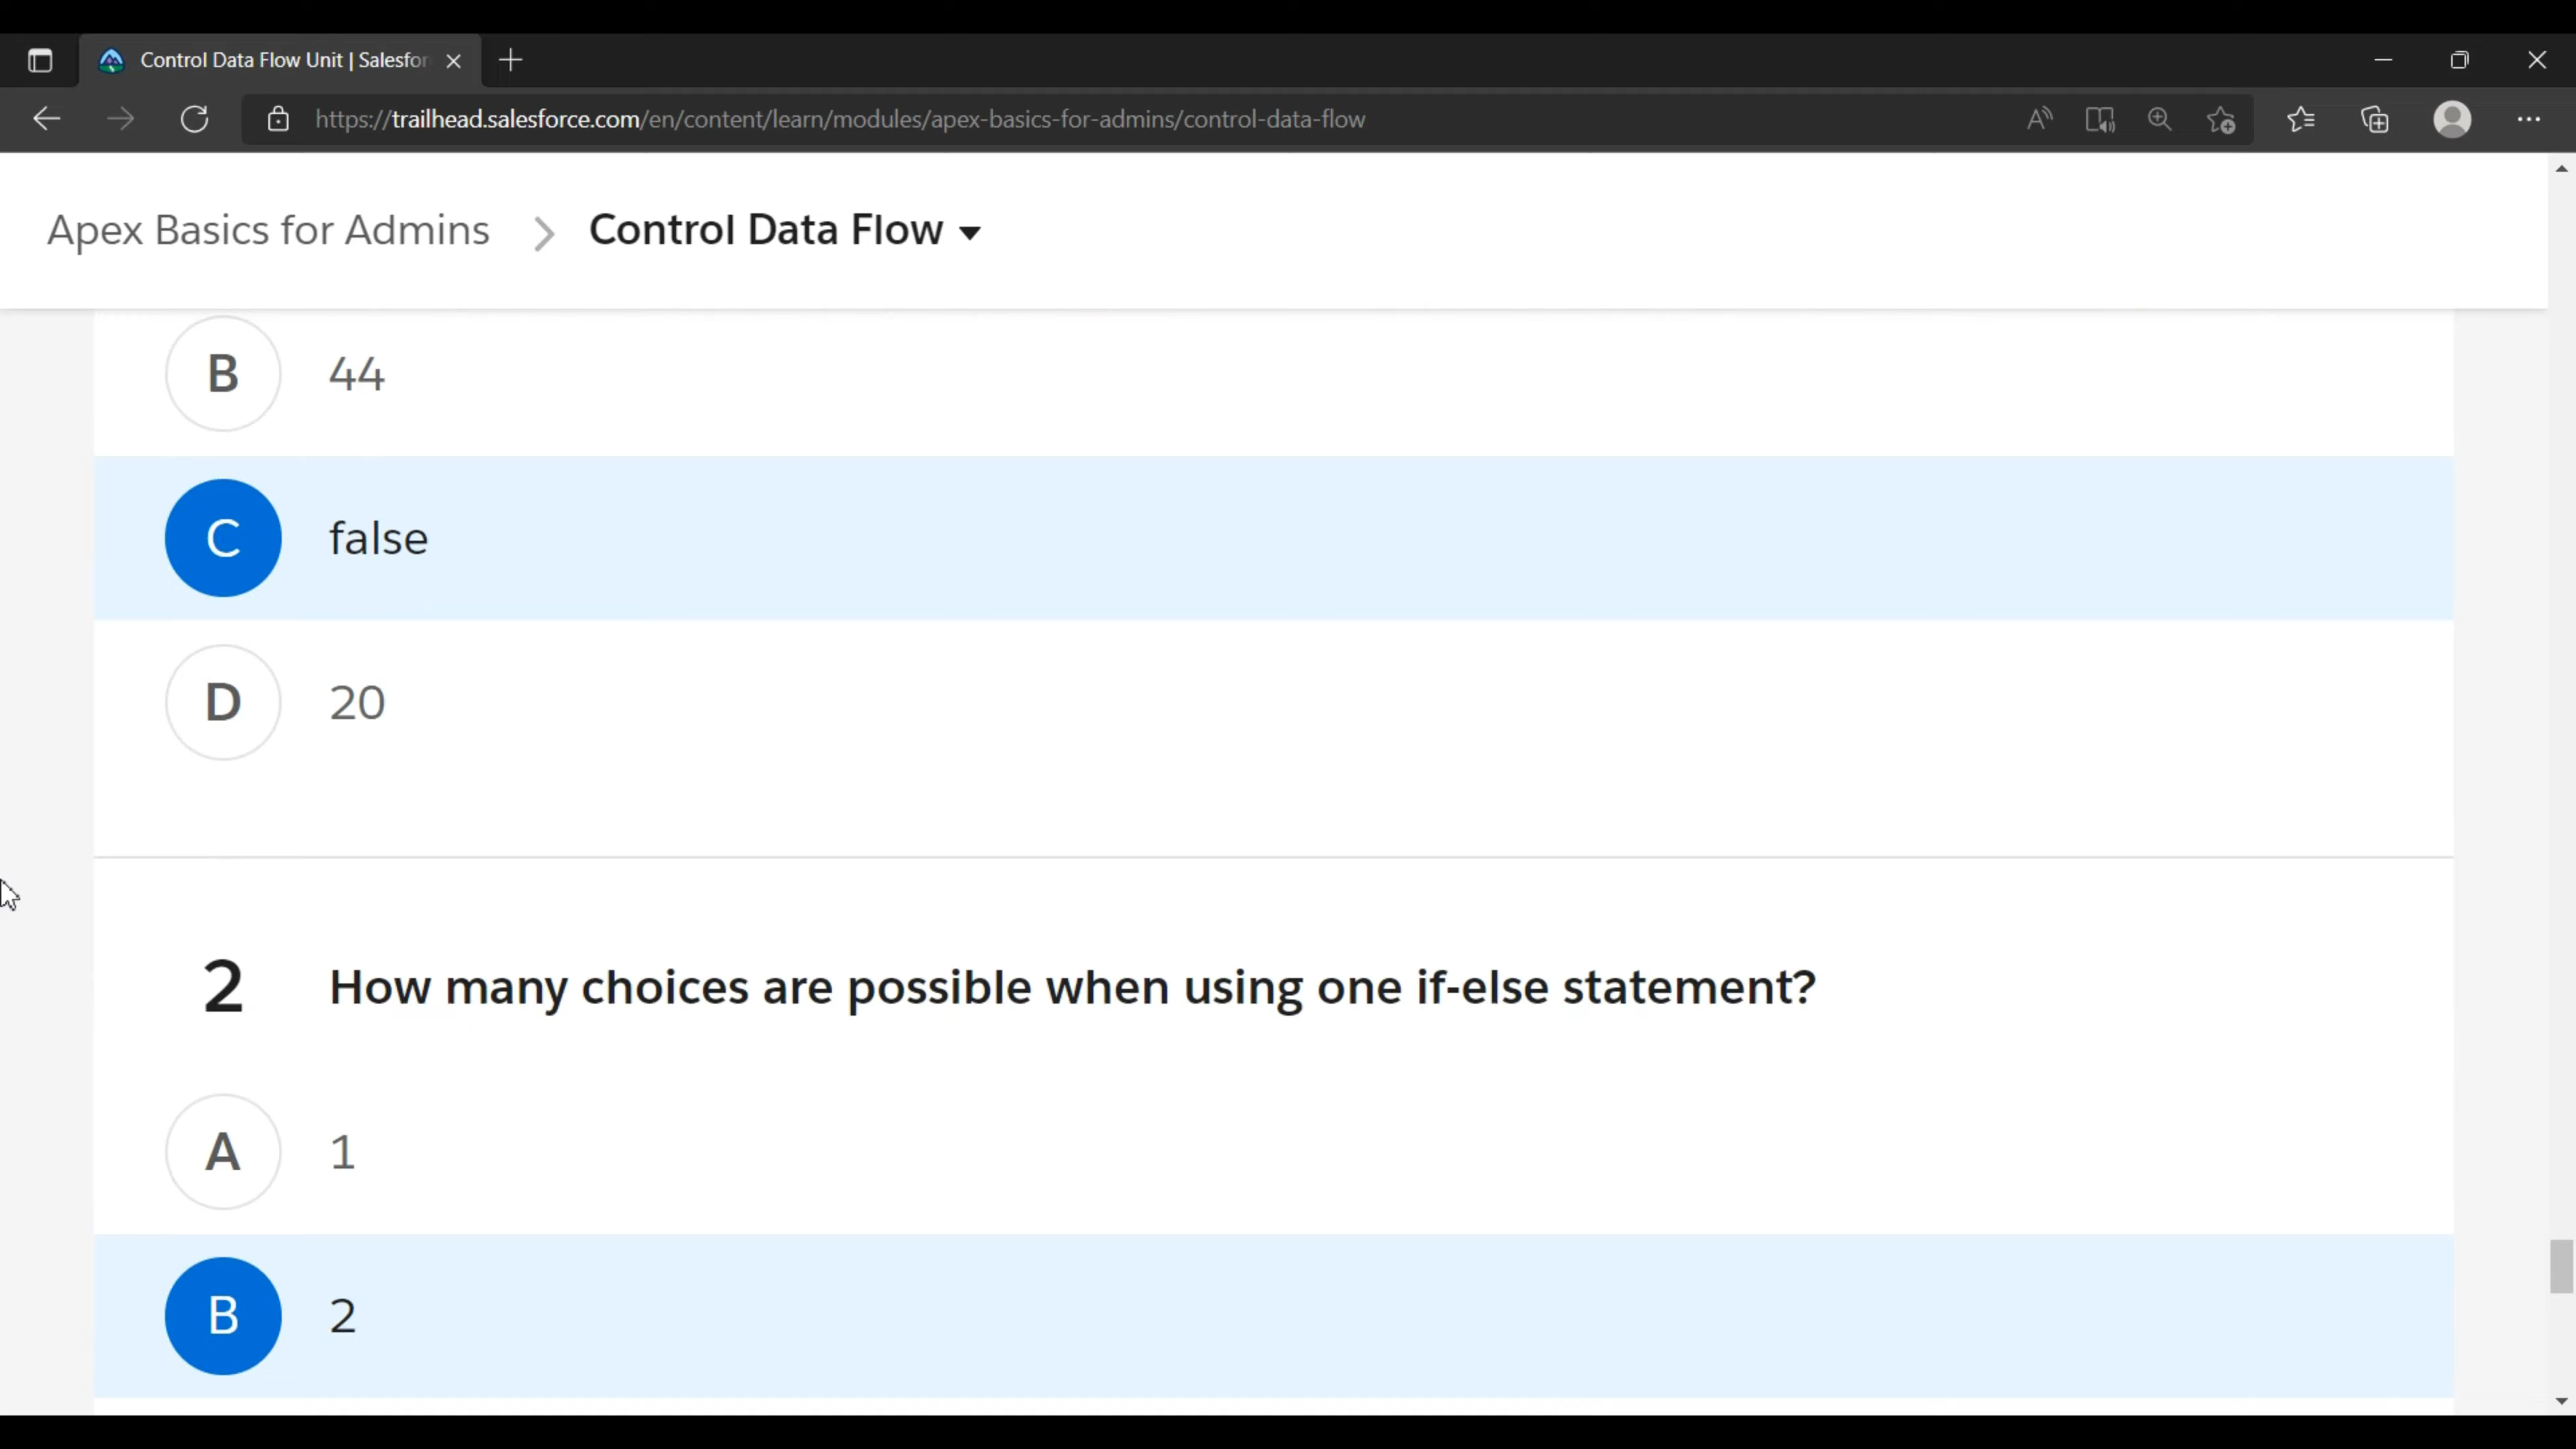 Control Data Flow Unit | Salesfor
https://trailhead.salesforce.com/en/content/learn/modules/apex-basics-for-admins/control-data-flow
Apex Basics for Admins > Control Data Flow
B 44
C false
D 20
2 How many choices are possible when using one if-else statement?
A 1
B 2